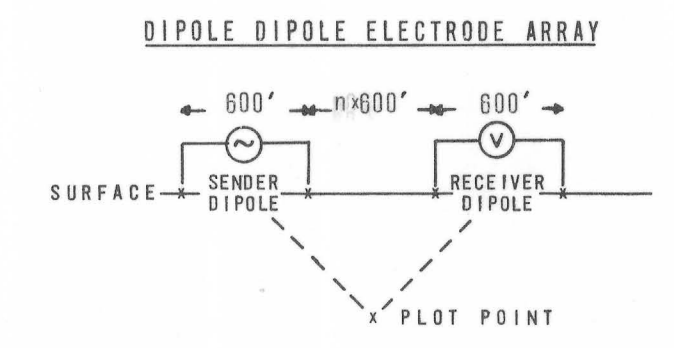 DIPOLE DIPOLE ELECTRODE ARRAY
600' n×600' 600'
~ V
SURFACE SENDER DIPOLE RECEIVER DIPOLE
x PLOT POINT